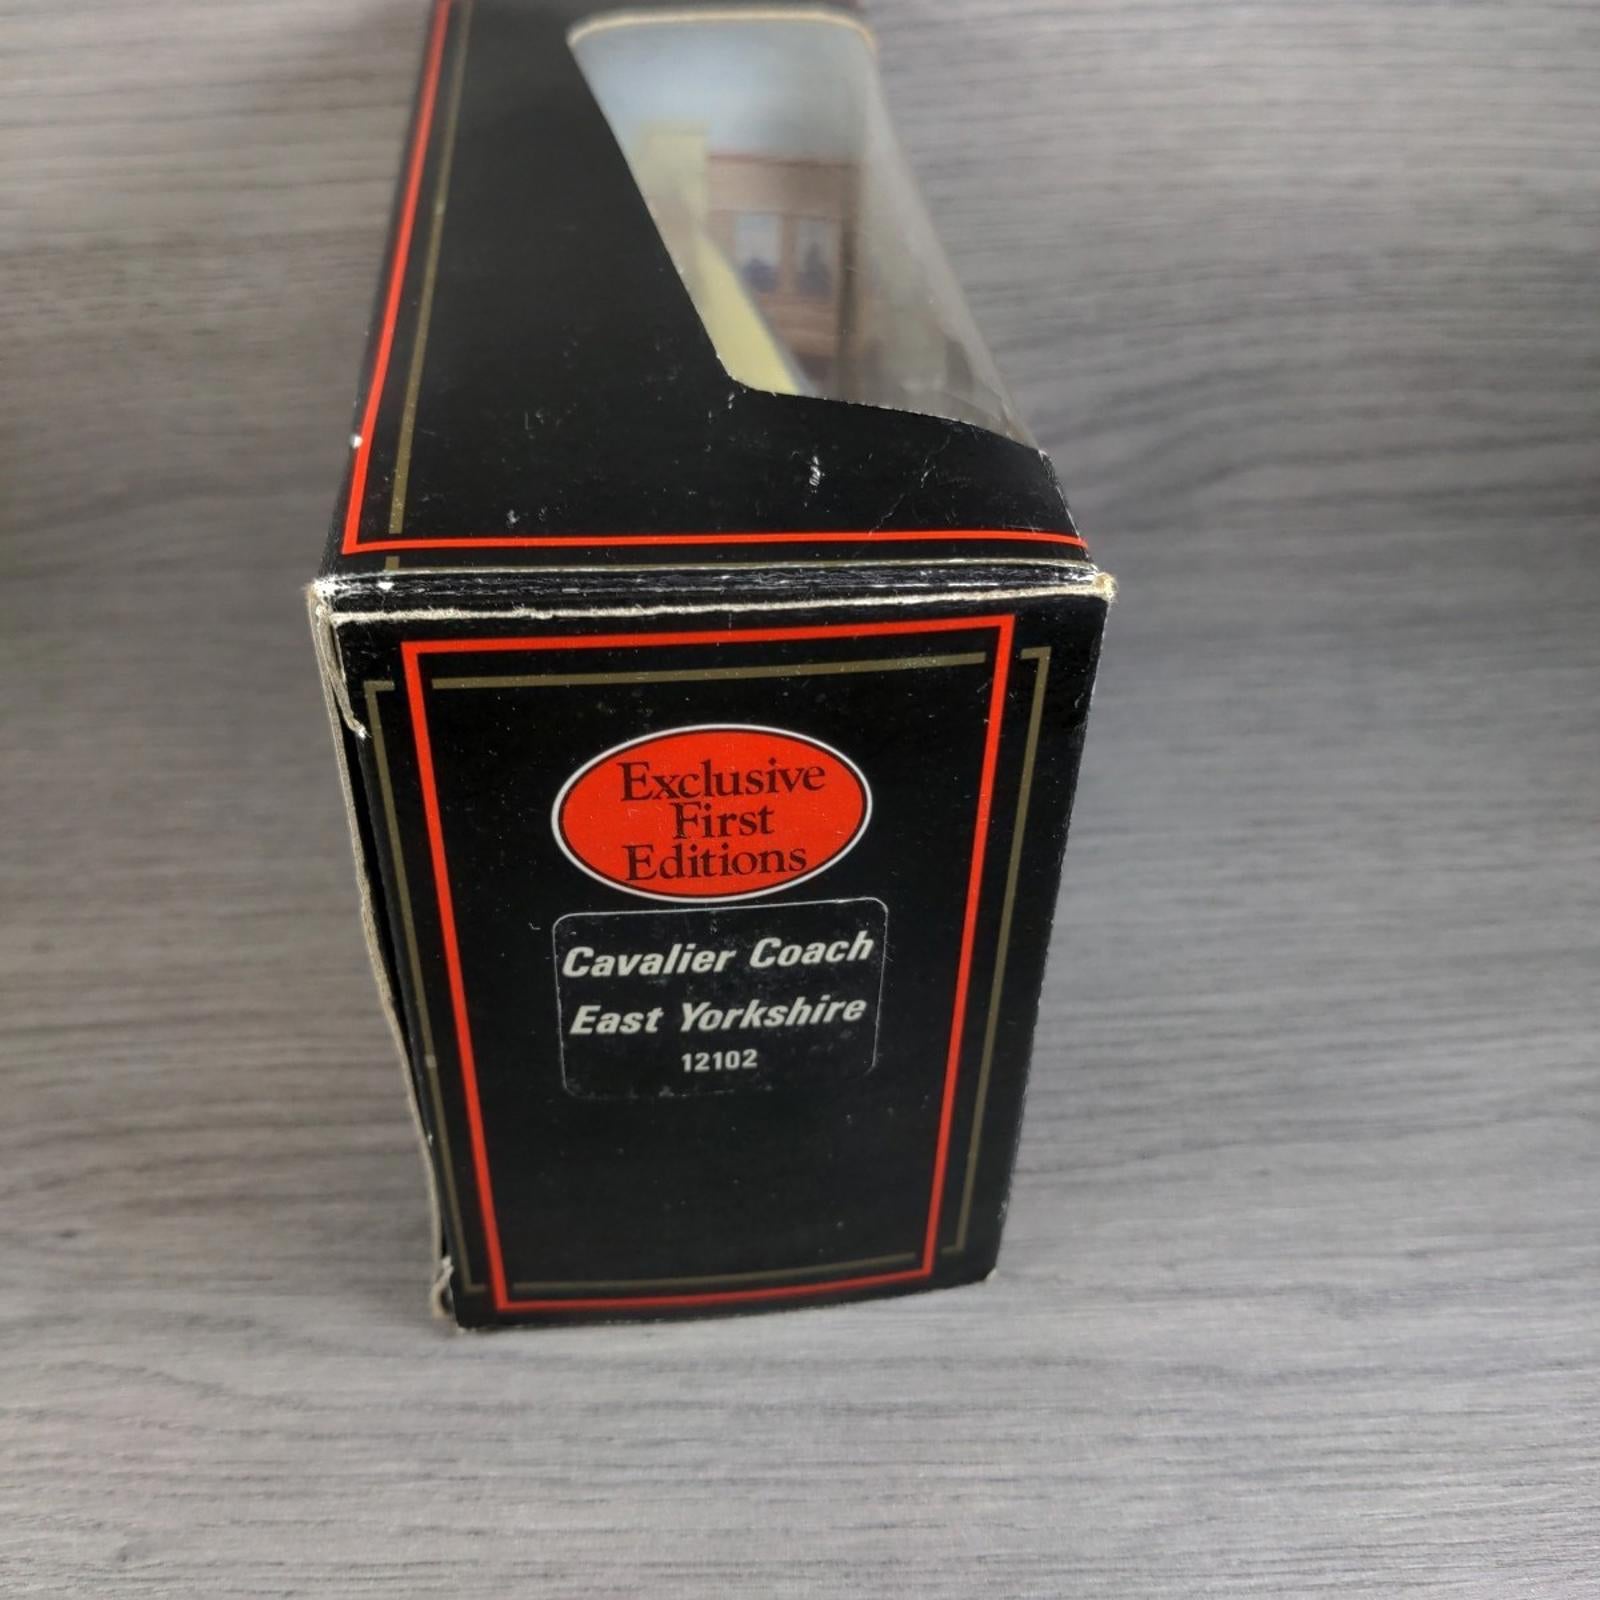 Exclusive
First
Editions
Cavalier Coach
East Yorkshire
12102